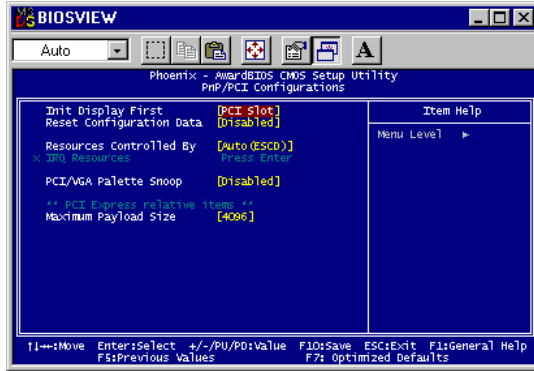 BIOSVIEW
Auto
A
Phoenix - AwardBIOS CMOS Setup Utility
PnP/PCI Configurations
Init Display First [PCI Slot]
Reset Configuration Data [Disabled]
Resources Controlled By [Auto(ESCD)]
x IRQ Resources Press Enter
PCI/VGA Palette Snoop [Disabled]
** PCI Express relative items **
Maximum Payload Size [4096]
Item Help
Menu Level ►
↑↓→←:Move Enter:Select +/-/PU/PD:Value F10:Save ESC:Exit F1:General Help
F5:Previous Values F7: Optimized Defaults